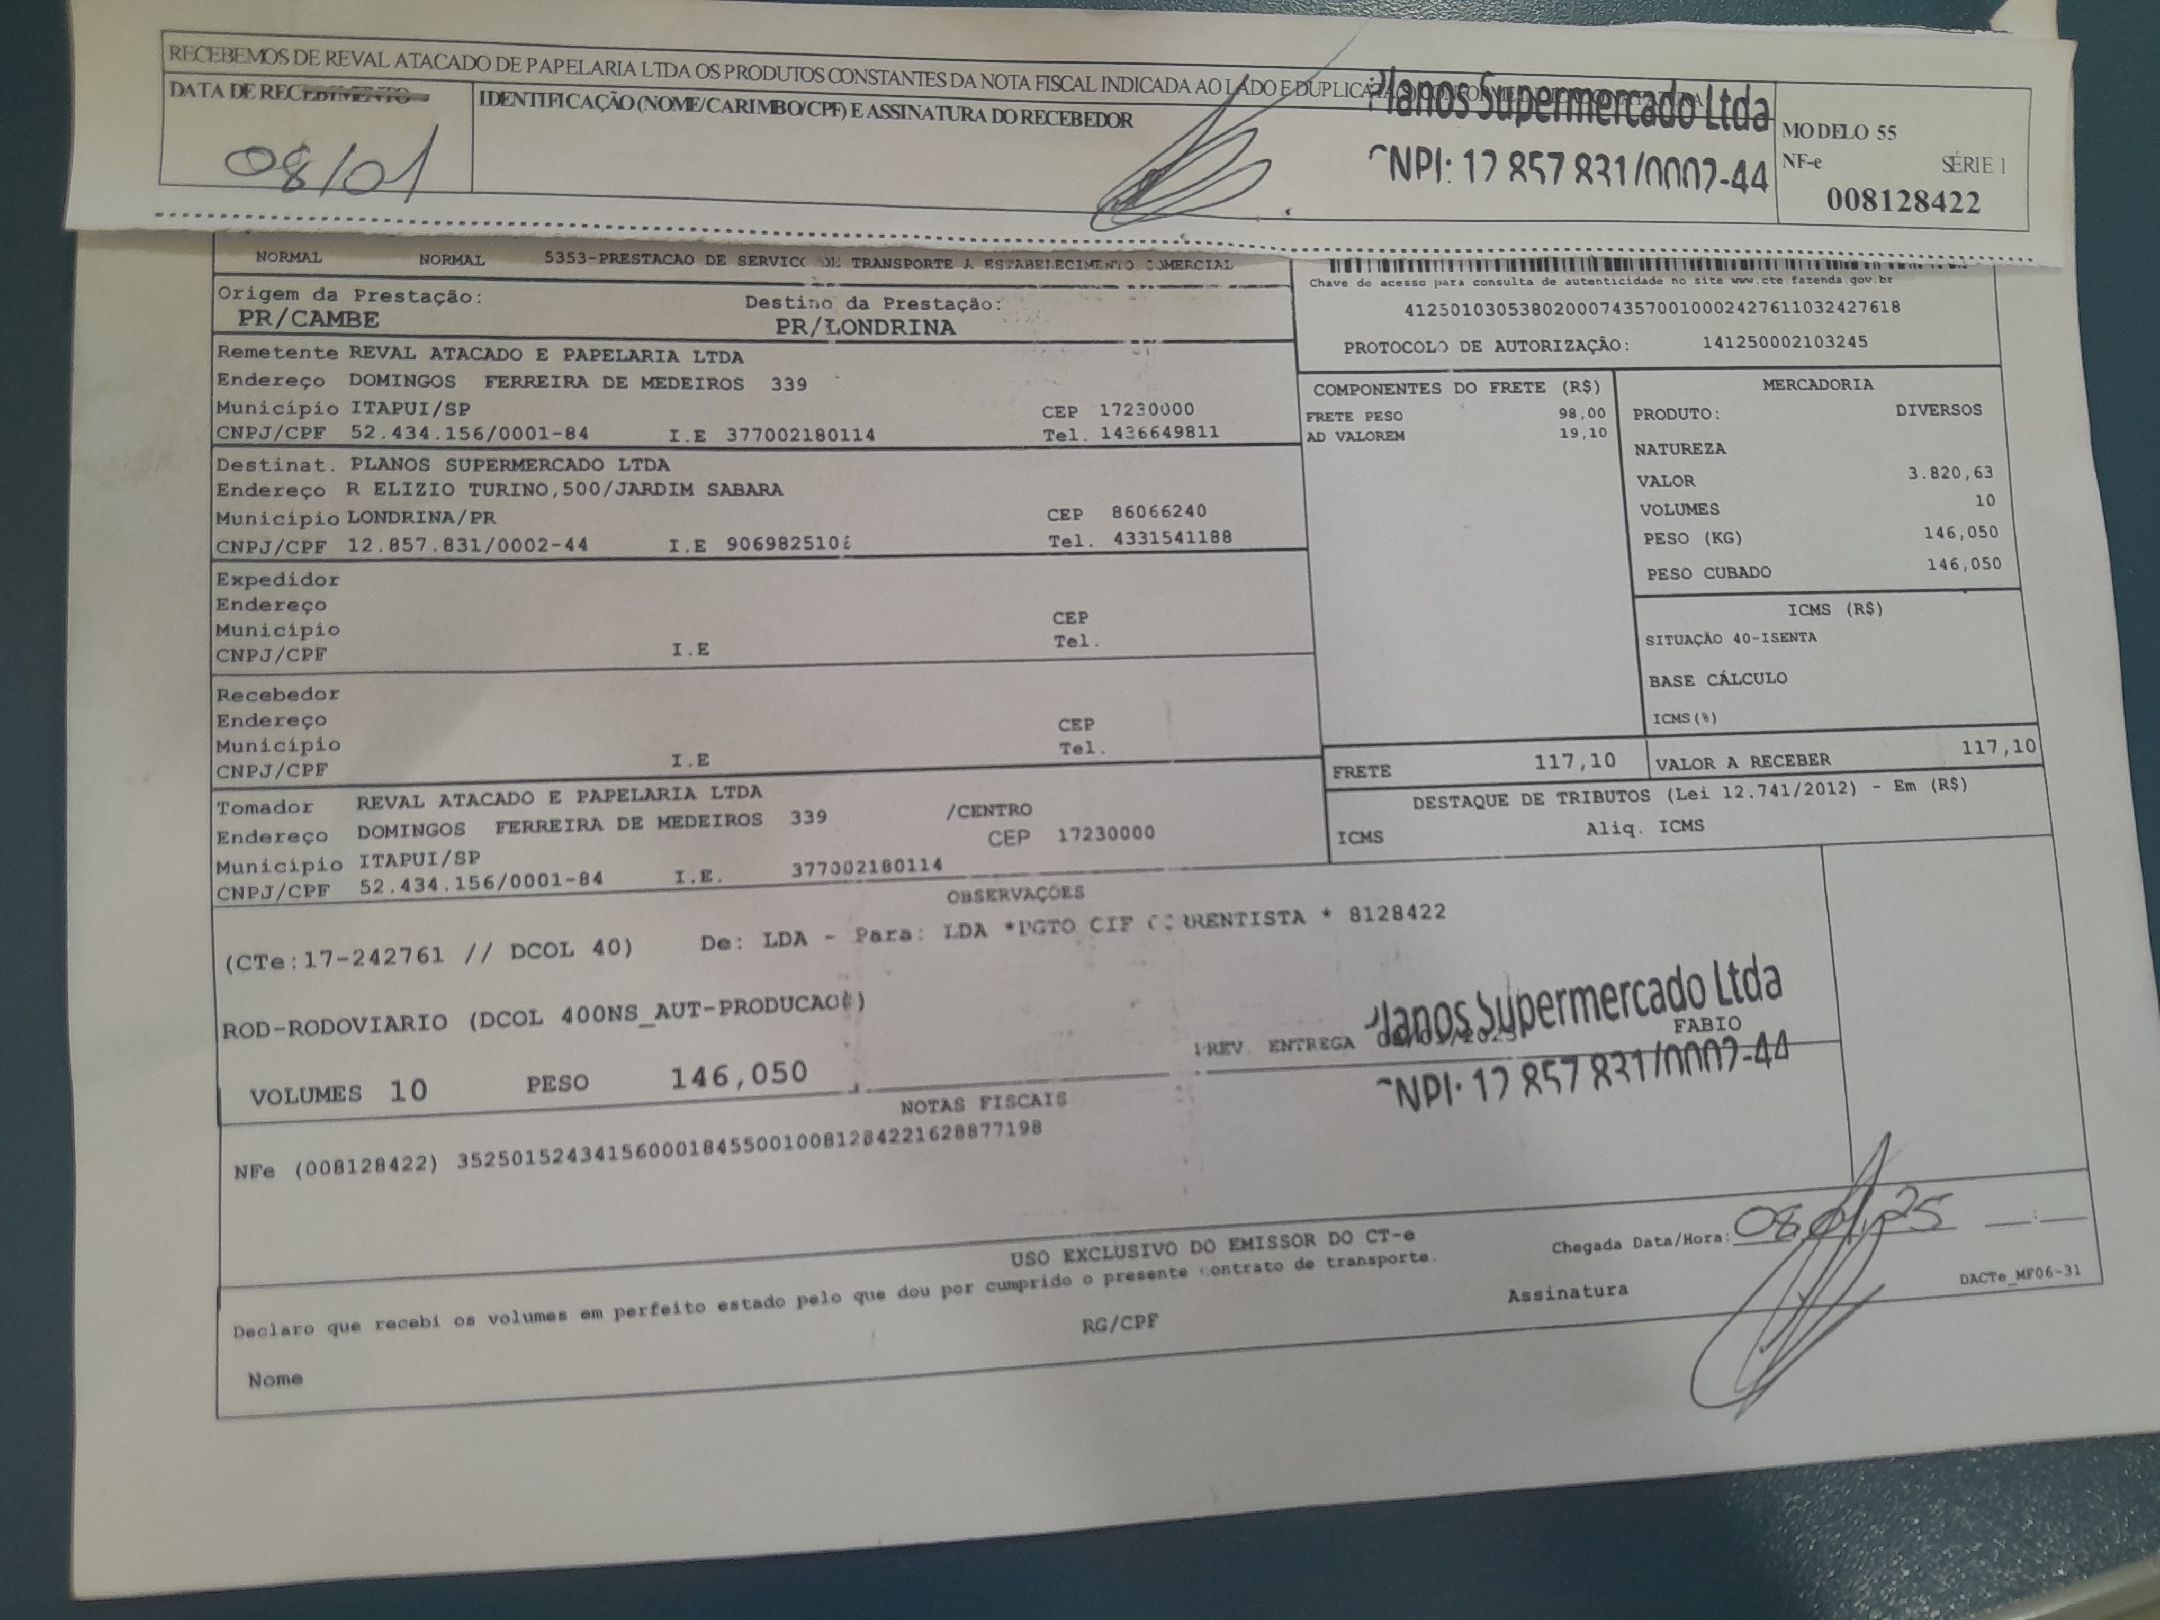 RECEBEMOS DE REVAL ATACADO DE PAPELARIA LTDA OS PRODUTOS CONSTANTES DA NOTA FISCAL INDICADA AO LADO E DUPLICATA
DATA DE RECEBIMENTO
08/01
IDENTIFICAÇÃO (NOME/CARIMBO/CPF) E ASSINATURA DO RECEBEDOR
Planos Supermercado Ltda
CNPJ: 12 857 831/0002-44
MODELO 55
NF-e SÉRIE 1
008128422
NORMAL NORMAL 5353-PRESTACAO DE SERVICO DE TRANSPORTE A ESTABELECIMENTO COMERCIAL
Origem da Prestação: Destino da Prestação:
PR/CAMBE PR/LONDRINA
Chave de acesso para consulta de autenticidade no site www.cte.fazenda.gov.br
41250103053802000743570010002427611032427618
PROTOCOLO DE AUTORIZAÇÃO: 141250002103245
Remetente REVAL ATACADO E PAPELARIA LTDA
Endereço DOMINGOS FERREIRA DE MEDEIROS 339
Município ITAPUI/SP CEP 17230000
CNPJ/CPF 52.434.156/0001-84 I.E 377002180114 Tel. 1436649811
Destinat. PLANOS SUPERMERCADO LTDA
Endereço R ELIZIO TURINO,500/JARDIM SABARA
Município LONDRINA/PR CEP 86066240
CNPJ/CPF 12.857.831/0002-44 I.E Tel. 4331541188
Expedidor
Endereço
Município CEP
CNPJ/CPF I.E Tel.
Recebedor
Endereço
Município CEP
CNPJ/CPF I.E Tel.
Tomador REVAL ATACADO E PAPELARIA LTDA
Endereço DOMINGOS FERREIRA DE MEDEIROS 339 /CENTRO
Município ITAPUI/SP CEP 17230000
CNPJ/CPF 52.434.156/0001-84 I.E. 377002180114
COMPONENTES DO FRETE (R$)
FRETE PESO 98,00
AD VALOREM 19,10
MERCADORIA
PRODUTO: DIVERSOS
NATUREZA
VALOR 3.820,63
VOLUMES 10
PESO (KG) 146,050
PESO CUBADO 146,050
ICMS (R$)
SITUAÇÃO 40-ISENTA
BASE CÁLCULO
ICMS(%)
FRETE 117,10 VALOR A RECEBER 117,10
DESTAQUE DE TRIBUTOS (Lei 12.741/2012) - Em (R$)
ICMS Aliq. ICMS
OBSERVAÇÕES
(CTe:17-242761 // DCOL 40) De: LDA - Para: LDA *PGTO CIF CORRENTISTA * 8128422
ROD-RODOVIARIO (DCOL 400NS_AUT-PRODUCAO)
PREV. ENTREGA FABIO
Planos Supermercado Ltda
CNPJ: 12 857 831/0002-44
VOLUMES 10 PESO 146,050
NOTAS FISCAIS
NFe (008128422) 35250152434156000184550010081284221628877198
USO EXCLUSIVO DO EMISSOR DO CT-e
Declaro que recebi os volumes em perfeito estado pelo que dou por cumprido o presente contrato de transporte.
Chegada Data/Hora: 08.01.25 __:__
Nome RG/CPF Assinatura
DACTe_MF06-31